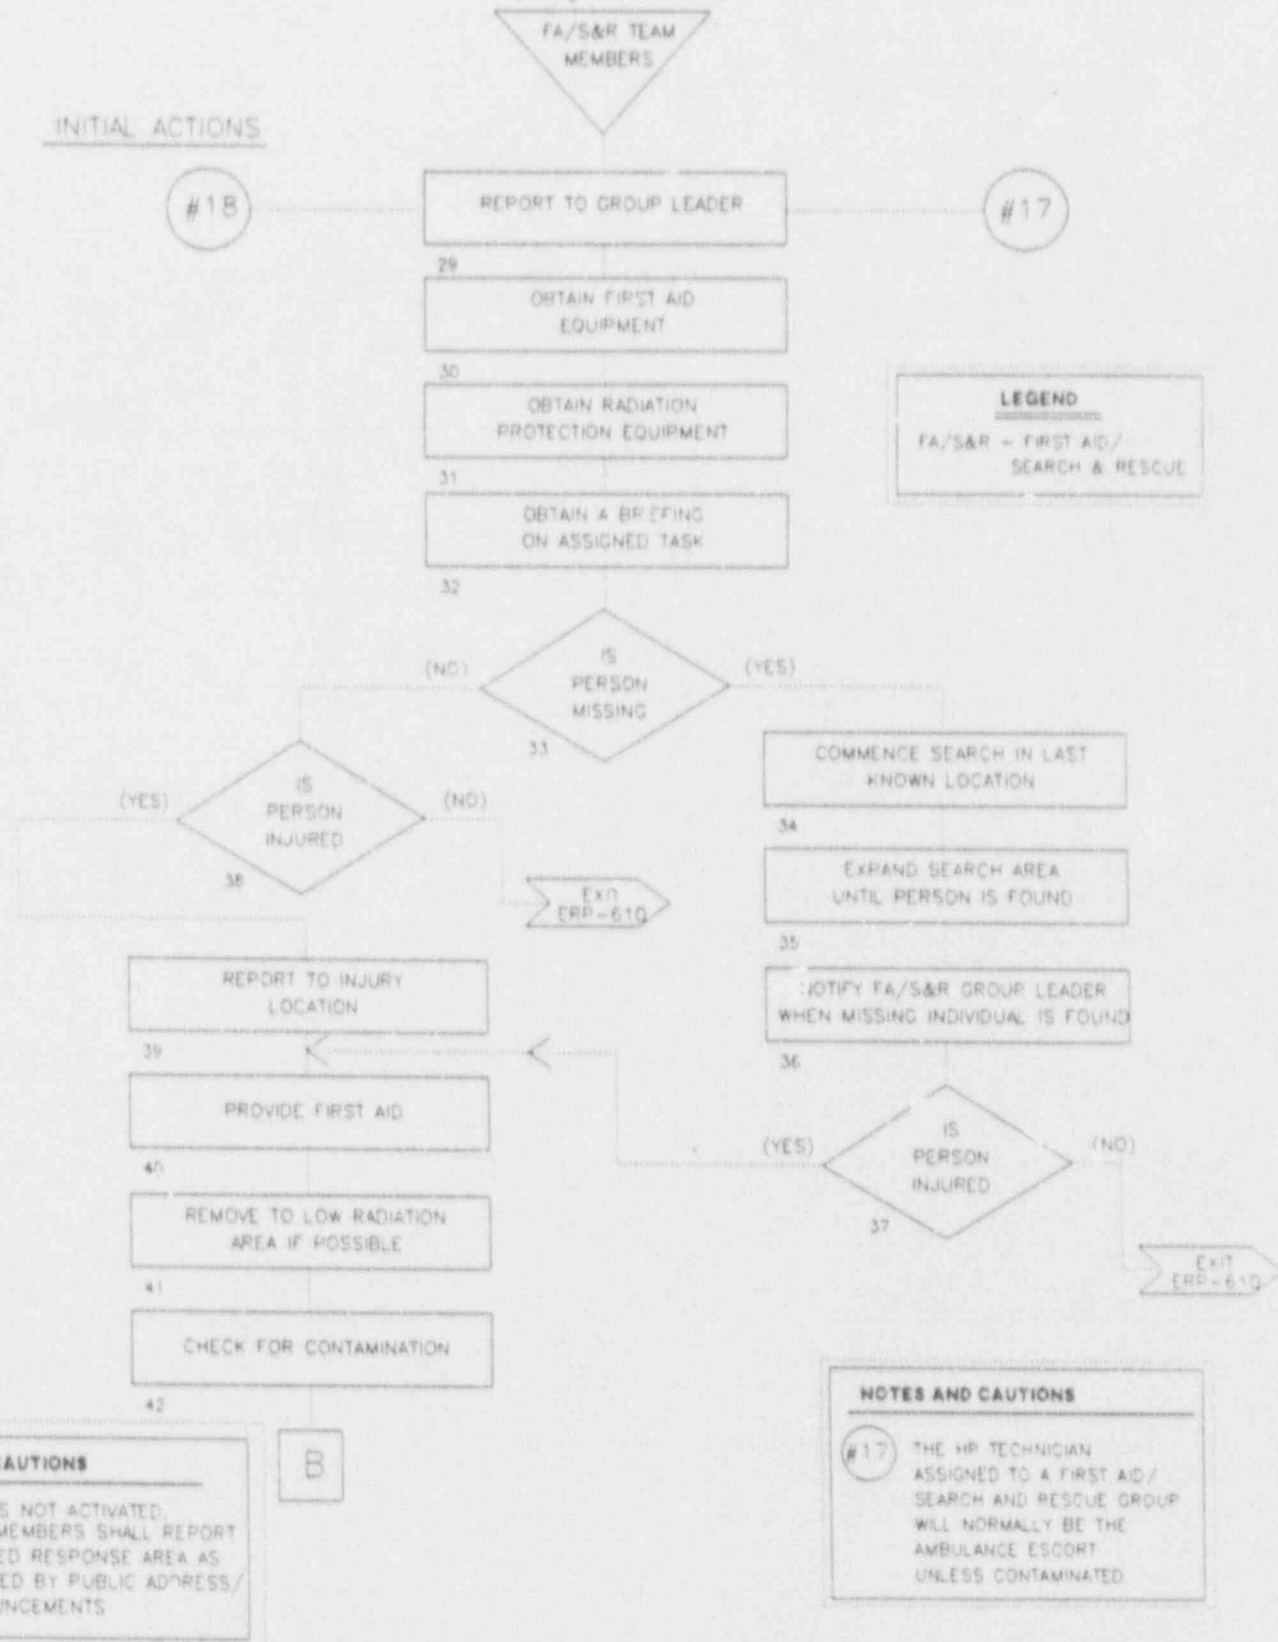 FA/S&R TEAM
MEMBERS
INITIAL ACTIONS
#18
REPORT TO GROUP LEADER
#17
29
OBTAIN FIRST AID
EQUIPMENT
30
OBTAIN RADIATION
PROTECTION EQUIPMENT
31
LEGEND
FA/S&R - FIRST AID/
SEARCH & RESCUE
OBTAIN A BRIEFING
ON ASSIGNED TASK
32
(NO)
IS
PERSON
MISSING
(YES)
33
COMMENCE SEARCH IN LAST
KNOWN LOCATION
34
(YES)
IS
PERSON
INJURED
(NO)
38
EXIT
ERP-610
EXPAND SEARCH AREA
UNTIL PERSON IS FOUND
35
REPORT TO INJURY
LOCATION
39
NOTIFY FA/S&R GROUP LEADER
WHEN MISSING INDIVIDUAL IS FOUND
36
PROVIDE FIRST AID
40
(YES)
IS
PERSON
INJURED
(NO)
37
EXIT
ERP-610
REMOVE TO LOW RADIATION
AREA IF POSSIBLE
41
CHECK FOR CONTAMINATION
42
B
AUTIONS
S NOT ACTIVATED,
MEMBERS SHALL REPORT
ED RESPONSE AREA AS
ED BY PUBLIC ADDRESS/
UNCEMENTS
NOTES AND CAUTIONS
#17 THE HP TECHNICIAN
ASSIGNED TO A FIRST AID/
SEARCH AND RESCUE GROUP
WILL NORMALLY BE THE
AMBULANCE ESCORT
UNLESS CONTAMINATED.